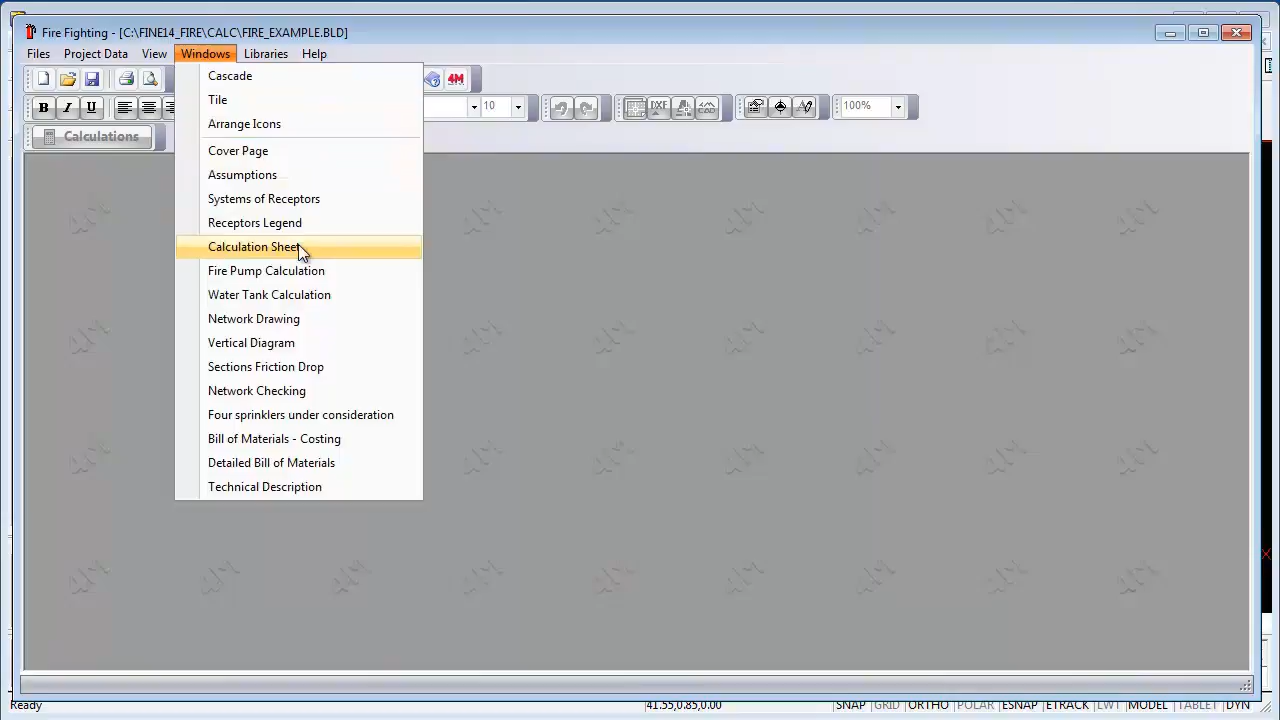 Fire Fighting - [C:\FINE14_FIRE\CALC\FIRE_EXAMPLE.BLD]
Files Project Data View Windows Libraries Help
4M
B I U 10 DXF 100%
Calculations
Cascade
Tile
Arrange Icons
Cover Page
Assumptions
Systems of Receptors
Receptors Legend
Calculation Sheet
Fire Pump Calculation
Water Tank Calculation
Network Drawing
Vertical Diagram
Sections Friction Drop
Network Checking
Four sprinklers under consideration
Bill of Materials - Costing
Detailed Bill of Materials
Technical Description
Ready 41.55,0.85,0.00 SNAP GRID ORTHO POLAR ESNAP ETRACK LWT MODEL TABLET DYN